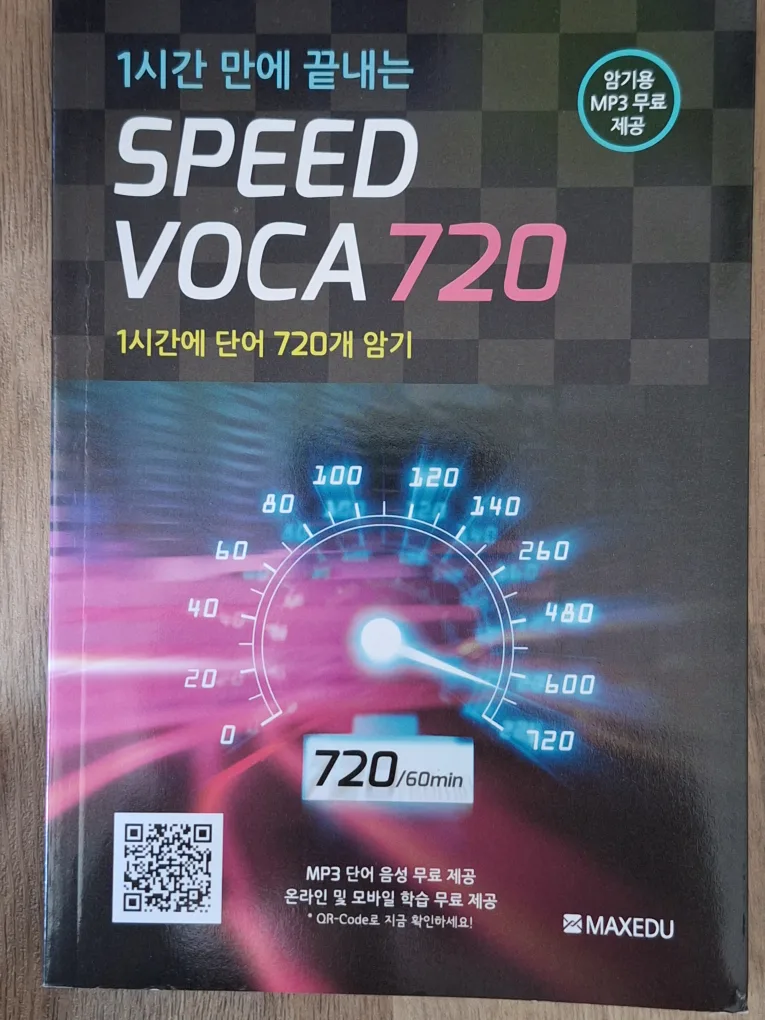 1시간 만에 끝내는
암기용
MP3 무료
제공
SPEED
VOCA 720
1시간에 단어 720개 암기
100
120
80
140
60
260
40
480
20
600
0
720
720/60min
MP3 단어 음성 무료 제공
온라인 및 모바일 학습 무료 제공
* QR-Code로 지금 확인하세요!
MAXEDU